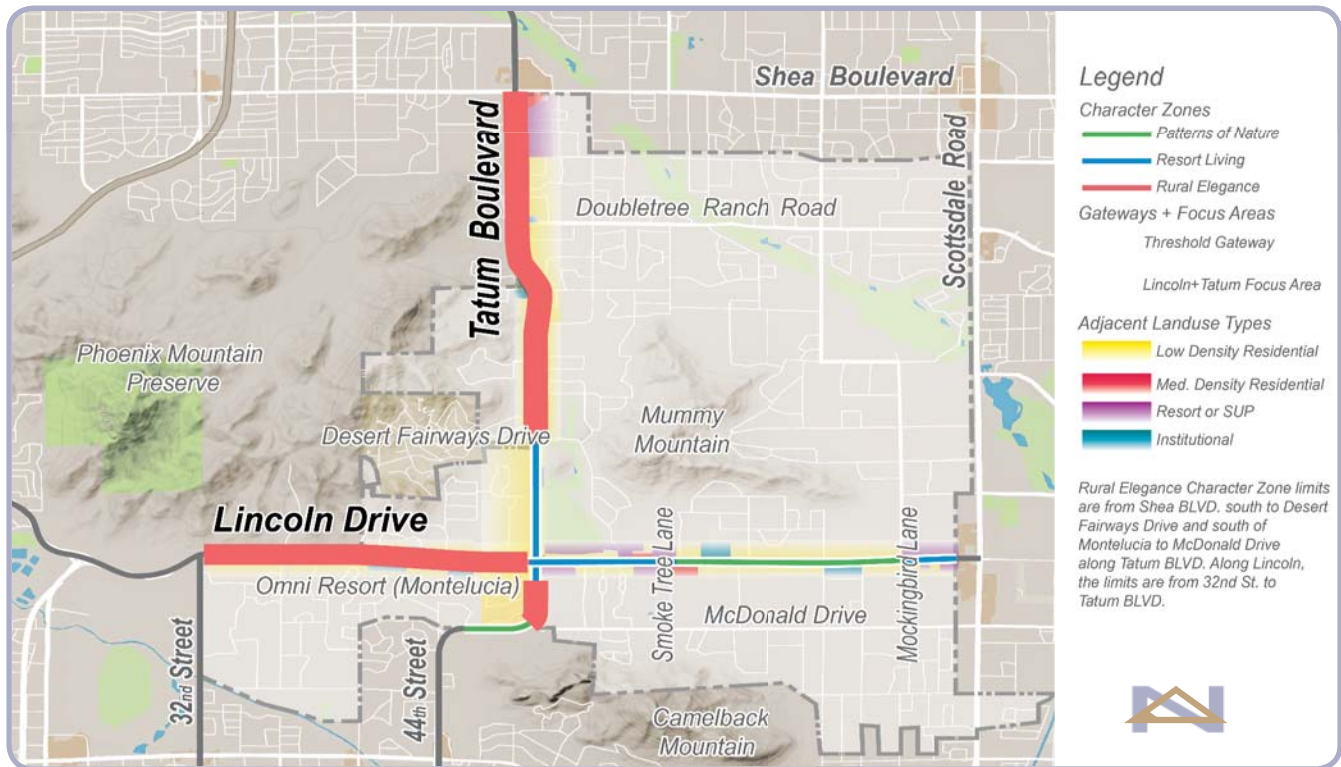 Shea Boulevard
Tatum Boulevard
Scottsdale Road
Doubletree Ranch Road
Phoenix Mountain
Preserve
Desert Fairways Drive
Mummy
Mountain
Lincoln Drive
Omni Resort (Montelucia)
Smoke Tree Lane
Mockingbird Lane
McDonald Drive
32nd Street
44th Street
Camelback
Mountain
Legend
Character Zones
Patterns of Nature
Resort Living
Rural Elegance
Gateways + Focus Areas
Threshold Gateway
Lincoln+Tatum Focus Area
Adjacent Landuse Types
Low Density Residential
Med. Density Residential
Resort or SUP
Institutional
Rural Elegance Character Zone limits
are from Shea BLVD. south to Desert
Fairways Drive and south of
Montelucia to McDonald Drive
along Tatum BLVD. Along Lincoln,
the limits are from 32nd St. to
Tatum BLVD.
N